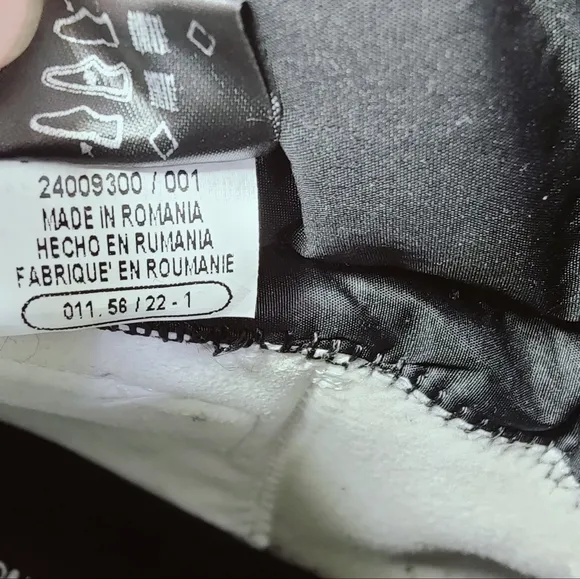 24009300 / 001
MADE IN ROMANIA
HECHO EN RUMANIA
FABRIQUE' EN ROUMANIE
011. 56 / 22 - 1